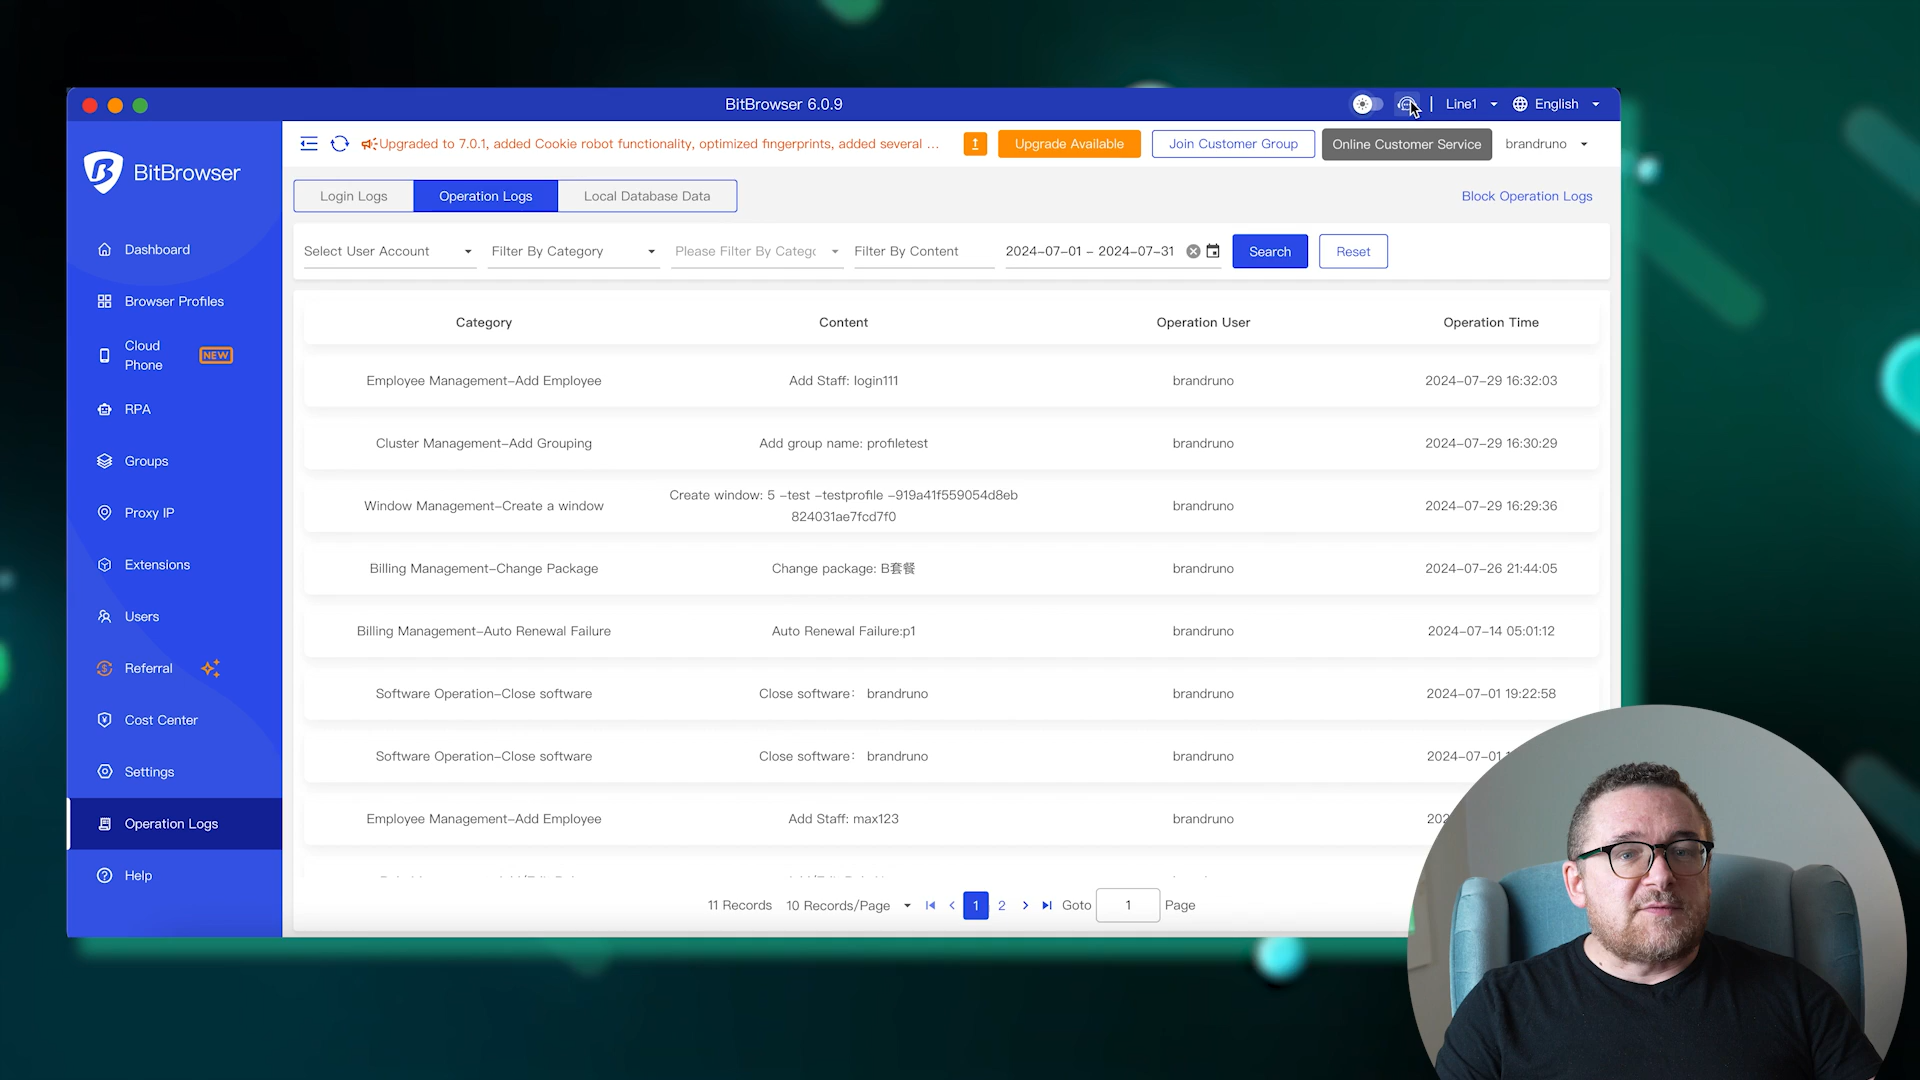 BitBrowser 6.0.9
Line1
English
Upgraded to 7.0.1, added Cookie robot functionality, optimized fingerprints, added several ...
Upgrade Available
Join Customer Group
Online Customer Service
brandruno
BitBrowser
Login Logs
Operation Logs
Local Database Data
Block Operation Logs
Dashboard
Browser Profiles
Cloud
Phone
NEW
RPA
Groups
Proxy IP
Extensions
Users
Referral
Cost Center
Settings
Operation Logs
Help
Select User Account
Filter By Category
Please Filter By Catego
Filter By Content
2024-07-01 - 2024-07-31
Search
Reset
Category Content Operation User Operation Time
Employee Management-Add Employee Add Staff: login111 brandruno 2024-07-29 16:32:03
Cluster Management-Add Grouping Add group name: profiletest brandruno 2024-07-29 16:30:29
Window Management-Create a window Create window: 5 -test -testprofile -919a41f559054d8eb
824031ae7fcd7f0 brandruno 2024-07-29 16:29:36
Billing Management-Change Package Change package: B套餐 brandruno 2024-07-26 21:44:05
Billing Management-Auto Renewal Failure Auto Renewal Failure:p1 brandruno 2024-07-14 05:01:12
Software Operation-Close software Close software： brandruno brandruno 2024-07-01 19:22:58
Software Operation-Close software Close software： brandruno brandruno 2024-07-01
Employee Management-Add Employee Add Staff: max123 brandruno
11 Records 10 Records/Page 1 2 Goto 1 Page